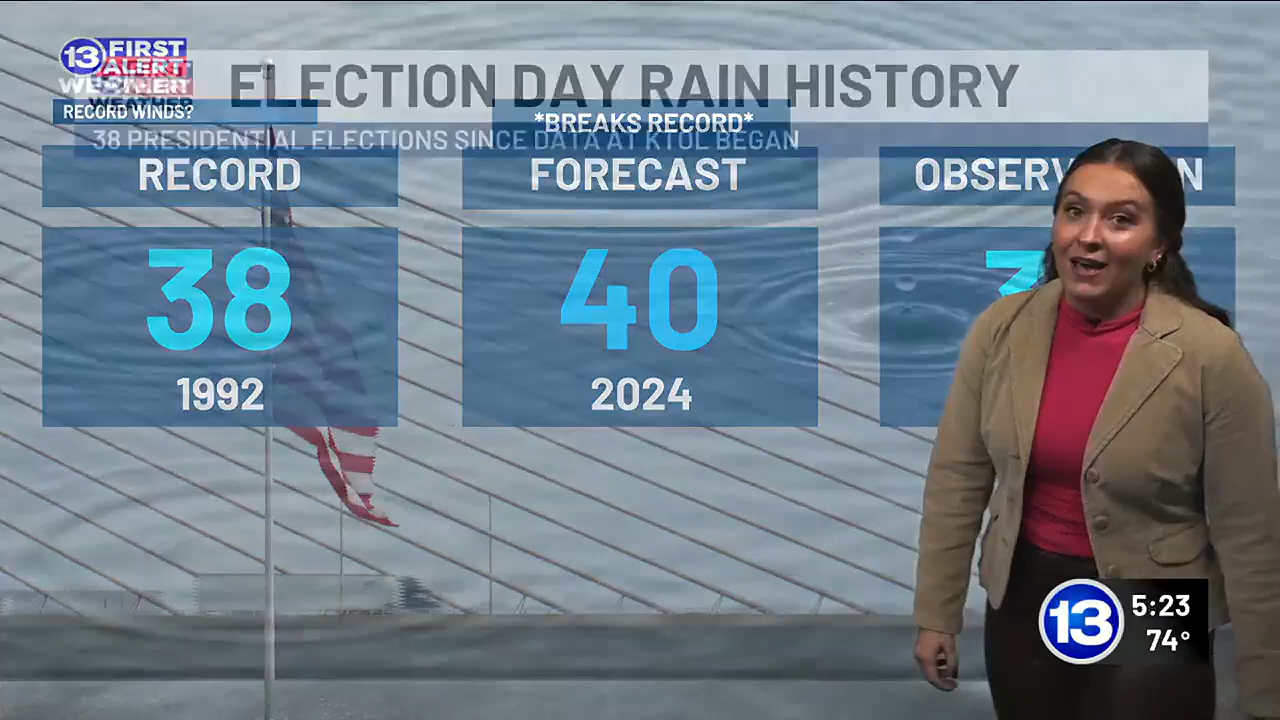 13 FIRST
ALERT
WEATHER
ELECTION DAY RAIN HISTORY
RECORD WINDS?
*BREAKS RECORD*
38 PRESIDENTIAL ELECTIONS SINCE DATA AT KTOL BEGAN
RECORD
FORECAST
38
40
1992
2024
13
5:23
74°